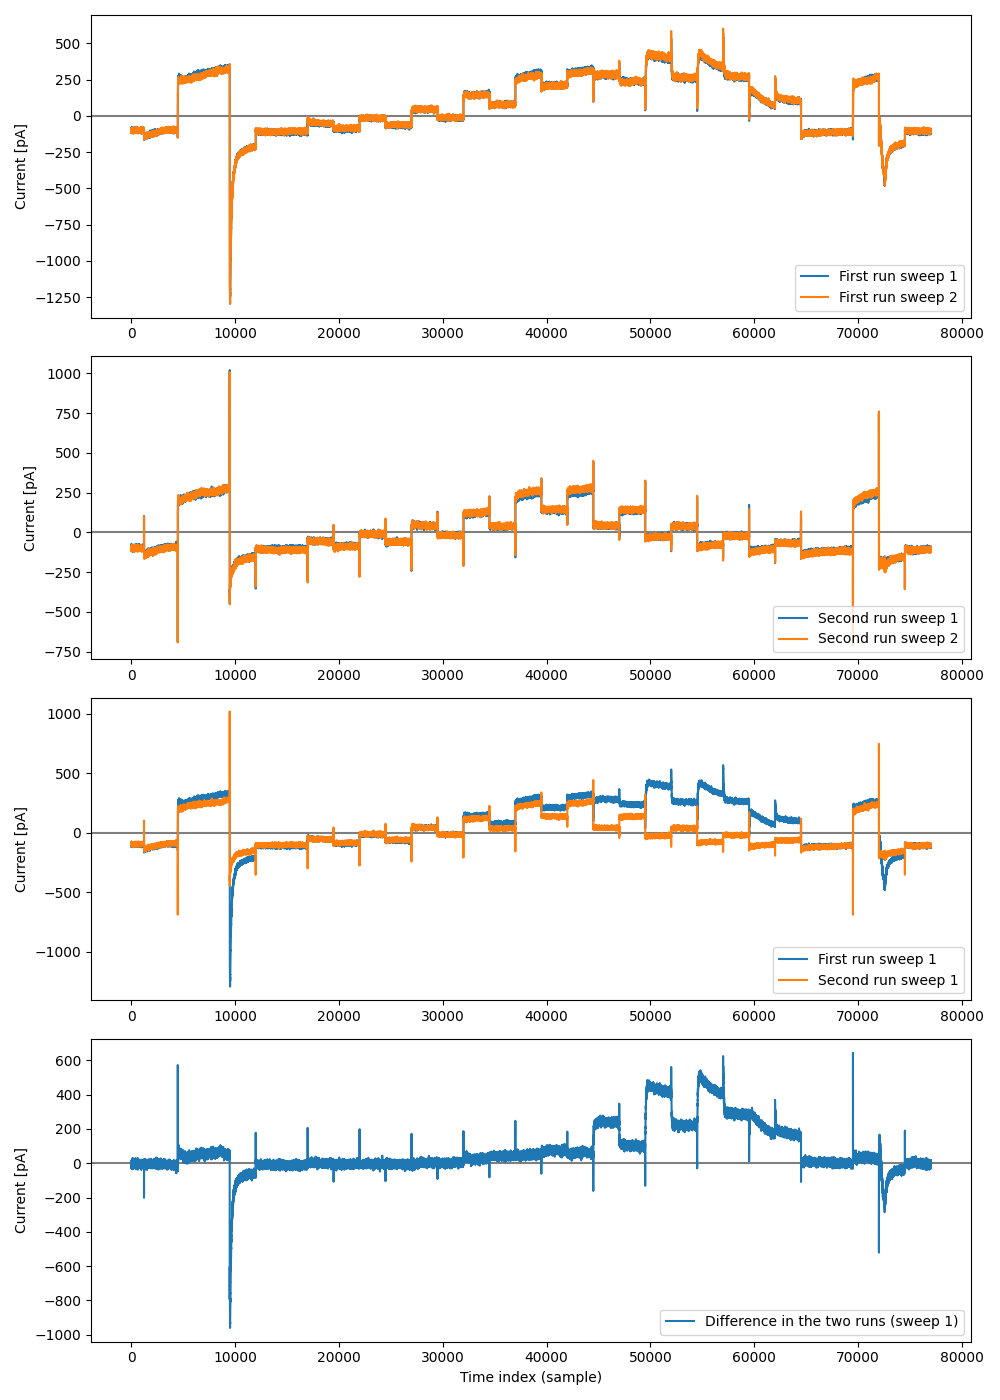 500
250
0
−250
−500
−750
−1000
−1250
Current [pA]
First run sweep 1
First run sweep 2
0 10000 20000 30000 40000 50000 60000 70000 80000
1000
750
500
250
0
−250
−500
−750
Current [pA]
Second run sweep 1
Second run sweep 2
0 10000 20000 30000 40000 50000 60000 70000 80000
1000
500
0
−500
−1000
Current [pA]
First run sweep 1
Second run sweep 1
0 10000 20000 30000 40000 50000 60000 70000 80000
600
400
200
0
−200
−400
−600
−800
−1000
Current [pA]
Difference in the two runs (sweep 1)
0 10000 20000 30000 40000 50000 60000 70000 80000
Time index (sample)